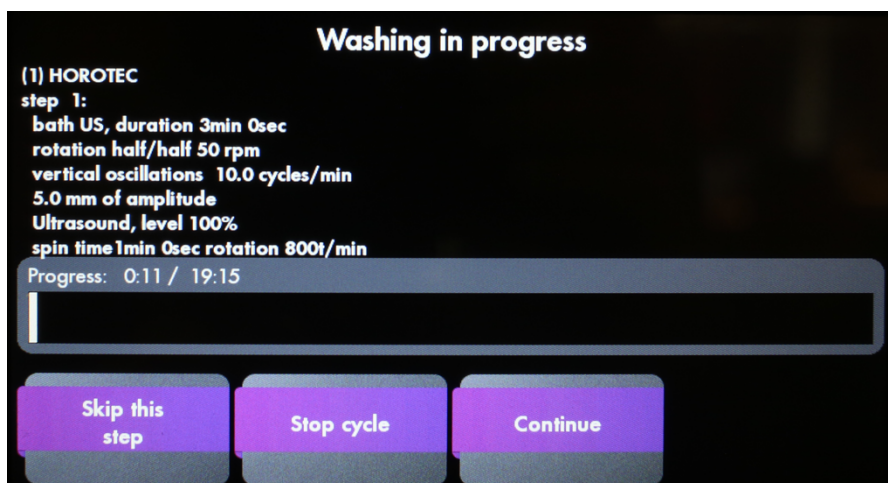 Washing in progress
(1) HOROTEC
step 1:
bath US, duration 3min 0sec
rotation half/half 50 rpm
vertical oscillations 10.0 cycles/min
5.0 mm of amplitude
Ultrasound, level 100%
spin time1min 0sec rotation 800t/min
Progress: 0:11 / 19:15
Skip this
step
Stop cycle
Continue